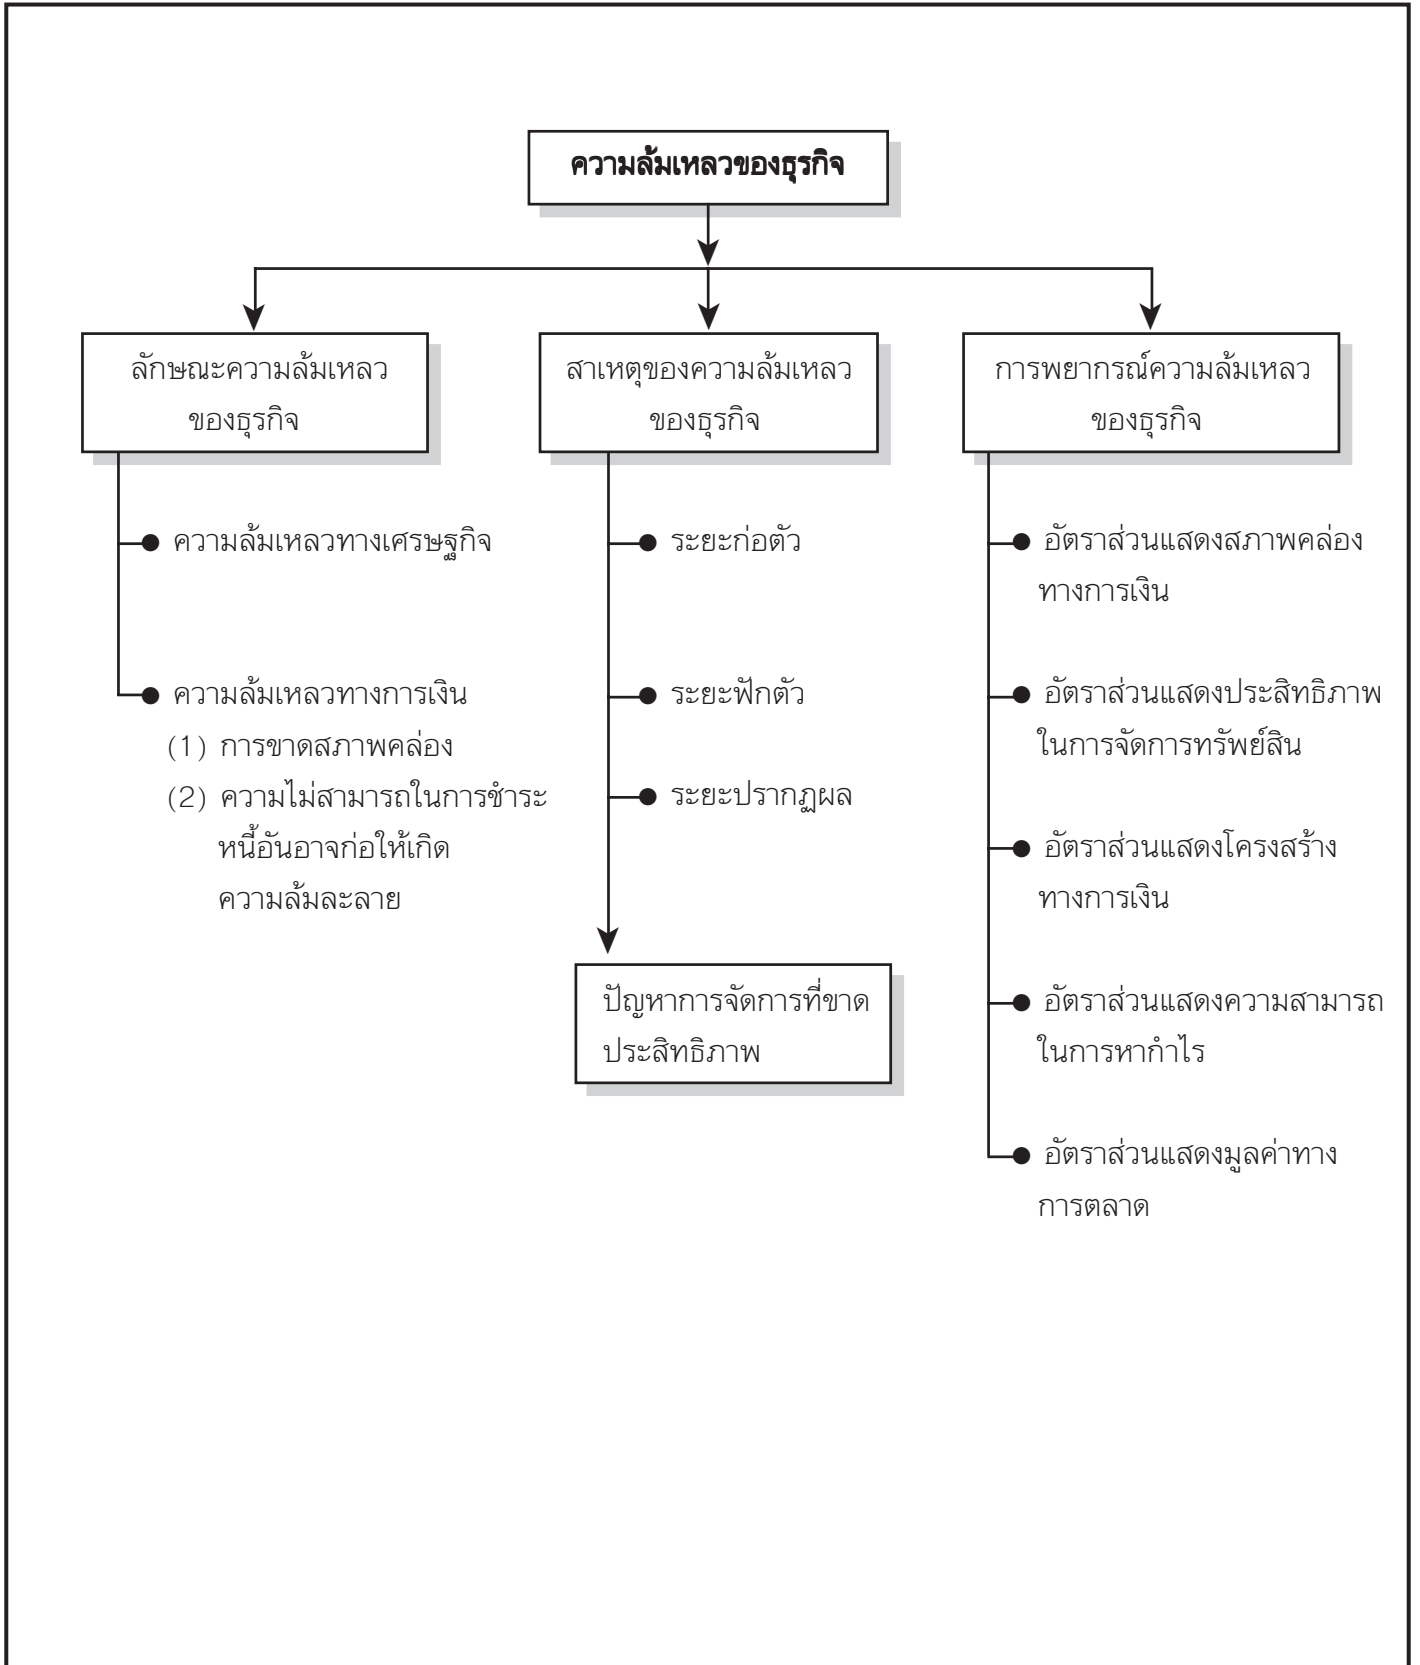 ความล้มเหลวของธุรกิจ
ลักษณะความล้มเหลว
ของธุรกิจ
ความล้มเหลวทางเศรษฐกิจ
ความล้มเหลวทางการเงิน
(1) การขาดสภาพคล่อง
(2) ความไม่สามารถในการชำระ
หนี้อันอาจก่อให้เกิด
ความล้มละลาย
สาเหตุของความล้มเหลว
ของธุรกิจ
ระยะก่อตัว
ระยะฟักตัว
ระยะปรากฏผล
ปัญหาการจัดการที่ขาด
ประสิทธิภาพ
การพยากรณ์ความล้มเหลว
ของธุรกิจ
อัตราส่วนแสดงสภาพคล่อง
ทางการเงิน
อัตราส่วนแสดงประสิทธิภาพ
ในการจัดการทรัพย์สิน
อัตราส่วนแสดงโครงสร้าง
ทางการเงิน
อัตราส่วนแสดงความสามารถ
ในการหากำไร
อัตราส่วนแสดงมูลค่าทาง
การตลาด